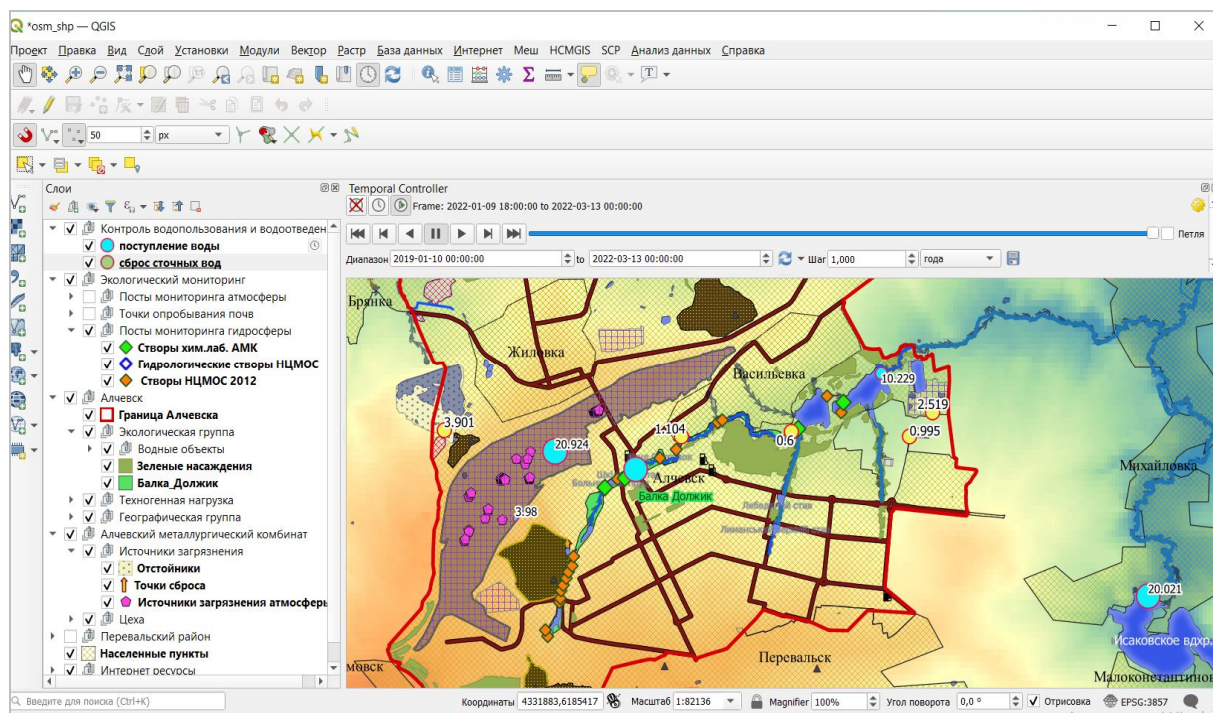 *osm_shp — QGIS
Проект Правка Вид Слой Установки Модули Вектор Растр База данных Интернет Меш HCMGIS SCP Анализ данных Справка
50 px
Слои
Контроль водопользования и водоотведен
поступление воды
сброс сточных вод
Экологический мониторинг
Посты мониторинга атмосферы
Точки опробывания почв
Посты мониторинга гидросферы
Створы хим.лаб. АМК
Гидрологические створы НЦМОС
Створы НЦМОС 2012
Алчевск
Граница Алчевска
Экологическая группа
Водные объекты
Зеленые насаждения
Балка_Должик
Техногенная нагрузка
Географическая группа
Алчевский металлургический комбинат
Источники загрязнения
Отстойники
Точки сброса
Источники загрязнения атмосферы
Цеха
Перевальский район
Населенные пункты
Интернет ресурсы
Temporal Controller
Frame: 2022-01-09 18:00:00 to 2022-03-13 00:00:00
Петля
Диапазон 2019-01-10 00:00:00 to 2022-03-13 00:00:00 Шаг 1,000 года
Брянка
Жиловка
Васильевка
10.229
2.519
3.901
1.104
0.6
0.995
20.924
Алчевск
Михайловка
Балка Должик
Лебединий став
3.98
20.021
Исаковское вдхр.
Перевальск
мовск
Малоконстантинов
Введите для поиска (Ctrl+K)
Координаты 4331883,6185417 Масштаб 1:82136 Magnifier 100% Угол поворота 0,0 ° Отрисовка EPSG:3857